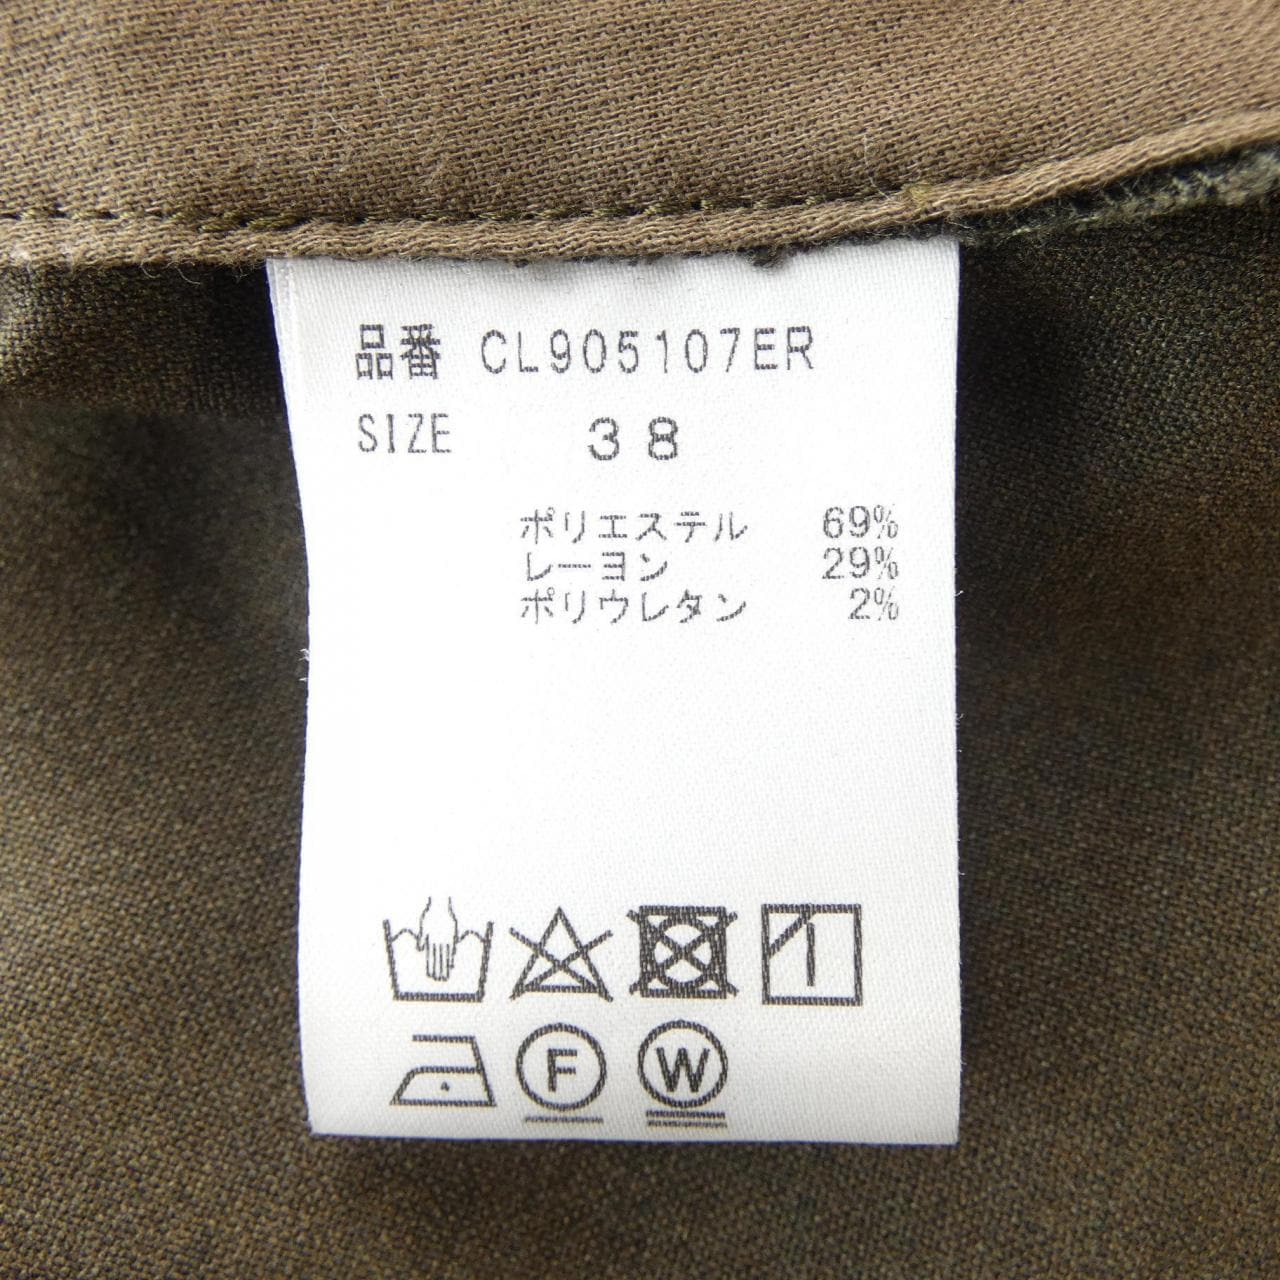 品番 CL905107ER
SIZE 38
ポリエステル 69%
レーヨン 29%
ポリウレタン 2%
F W